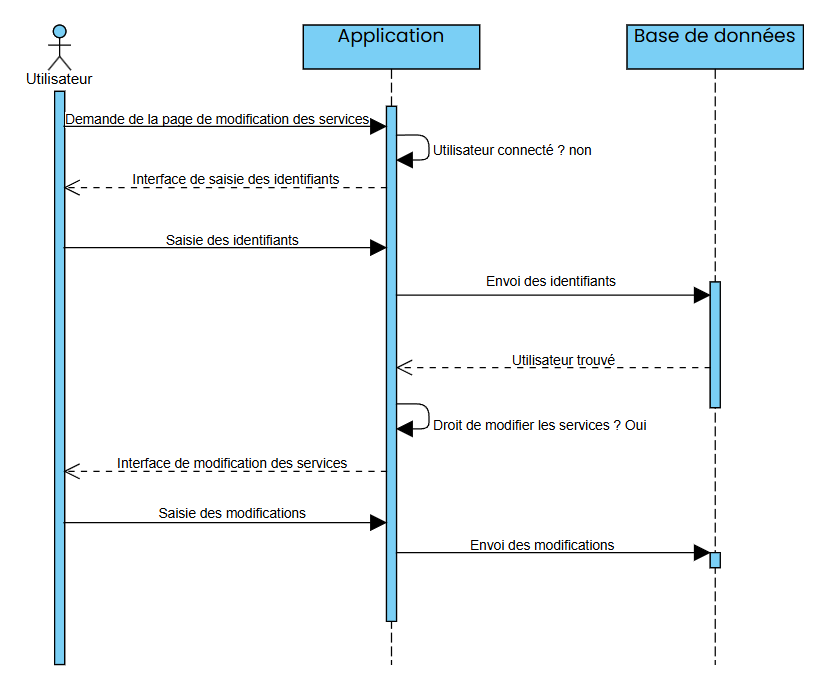 Application
Base de données
Utilisateur
Demande de la page de modification des services
Utilisateur connecté ? non
Interface de saisie des identifiants
Saisie des identifiants
Envoi des identifiants
Utilisateur trouvé
Droit de modifier les services ? Oui
Interface de modification des services
Saisie des modifications
Envoi des modifications